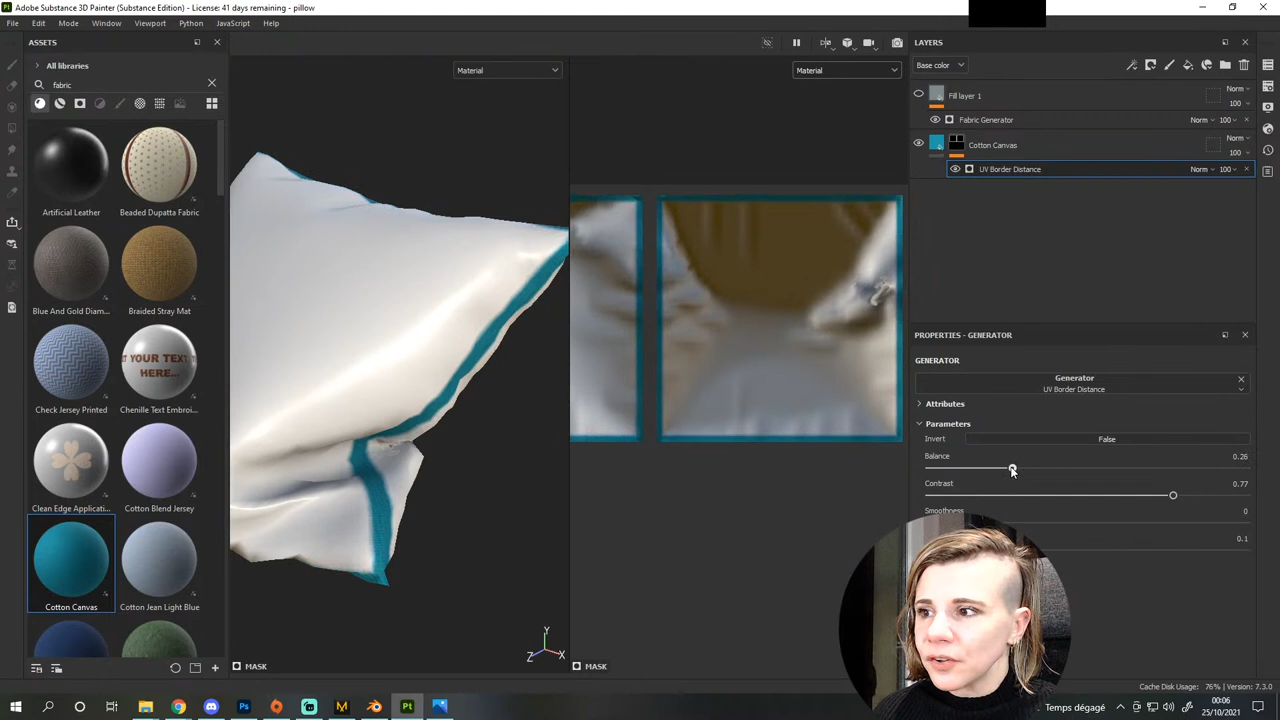 Pt Adobe Substance 3D Painter (Substance Edition) - License: 41 days remaining - pillow
File Edit Mode Window Viewport Python JavaScript Help
ASSETS
All libraries
fabric
Artificial Leather
Beaded Dupatta Fabric
Blue And Gold Diam...
Braided Stray Mat
YOUR TEXT
HERE...
Check Jersey Printed
Chenille Text Embroi...
Clean Edge Applicati...
Cotton Blend Jersey
Cotton Canvas
Cotton Jean Light Blue
Material
Material
Y
Z X
MASK
MASK
LAYERS
Base color
Fill layer 1
Norm
100
Fabric Generator Norm 100
Cotton Canvas
Norm
100
UV Border Distance Norm 100
PROPERTIES - GENERATOR
GENERATOR
Generator
UV Border Distance
Attributes
Parameters
Invert False
Balance 0.26
Contrast 0.77
Smoothness 0
0.1
Cache Disk Usage: 76% | Version: 7.3.0
Ps M Pt
Temps dégagé
00:06
25/10/2021